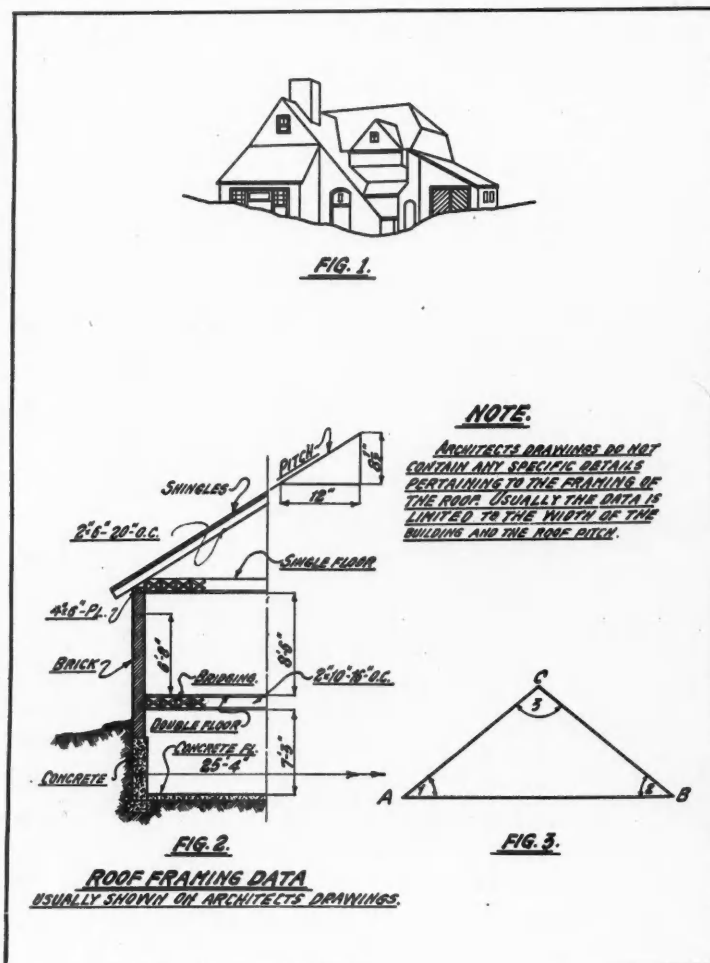 FIG. 1.
NOTE.
ARCHITECTS DRAWINGS DO NOT
CONTAIN ANY SPECIFIC DETAILS
PERTAINING TO THE FRAMING OF
THE ROOF. USUALLY THE DATA IS
LIMITED TO THE WIDTH OF THE
BUILDING AND THE ROOF PITCH.
PITCH
12"
SHINGLES
2"x6"-20"O.C.
SINGLE FLOOR
4"x6"-PL.
BRICK
6'-8"
8'-6"
BRIDGING.
2"x10"-16"O.C.
DOUBLE FLOOR
CONCRETE FL.
25'-4"
CONCRETE
FIG. 2.
ROOF FRAMING DATA
USUALLY SHOWN ON ARCHITECTS DRAWINGS.
C
3
A
1
2
B
FIG. 3.